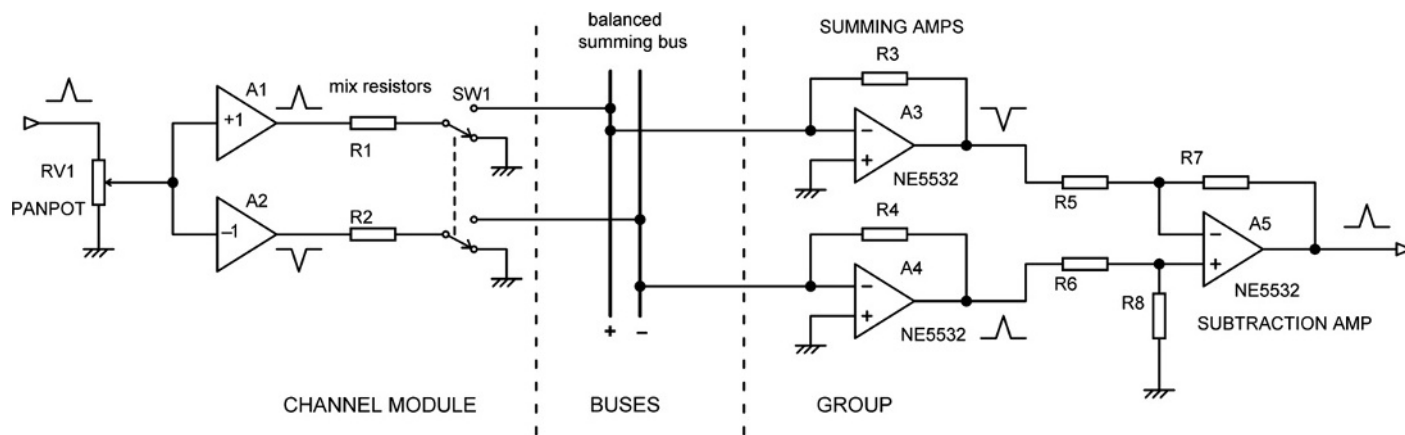 balanced
summing bus
SUMMING AMPS
R3
A1
mix resistors
SW1
+1
R1
A3
−
+
NE5532
RV1
PANPOT
R7
R5
A2
−1
R2
R4
A5
−
+
NE5532
A4
−
+
NE5532
R6
R8
SUBTRACTION AMP
+ −
CHANNEL MODULE
BUSES
GROUP